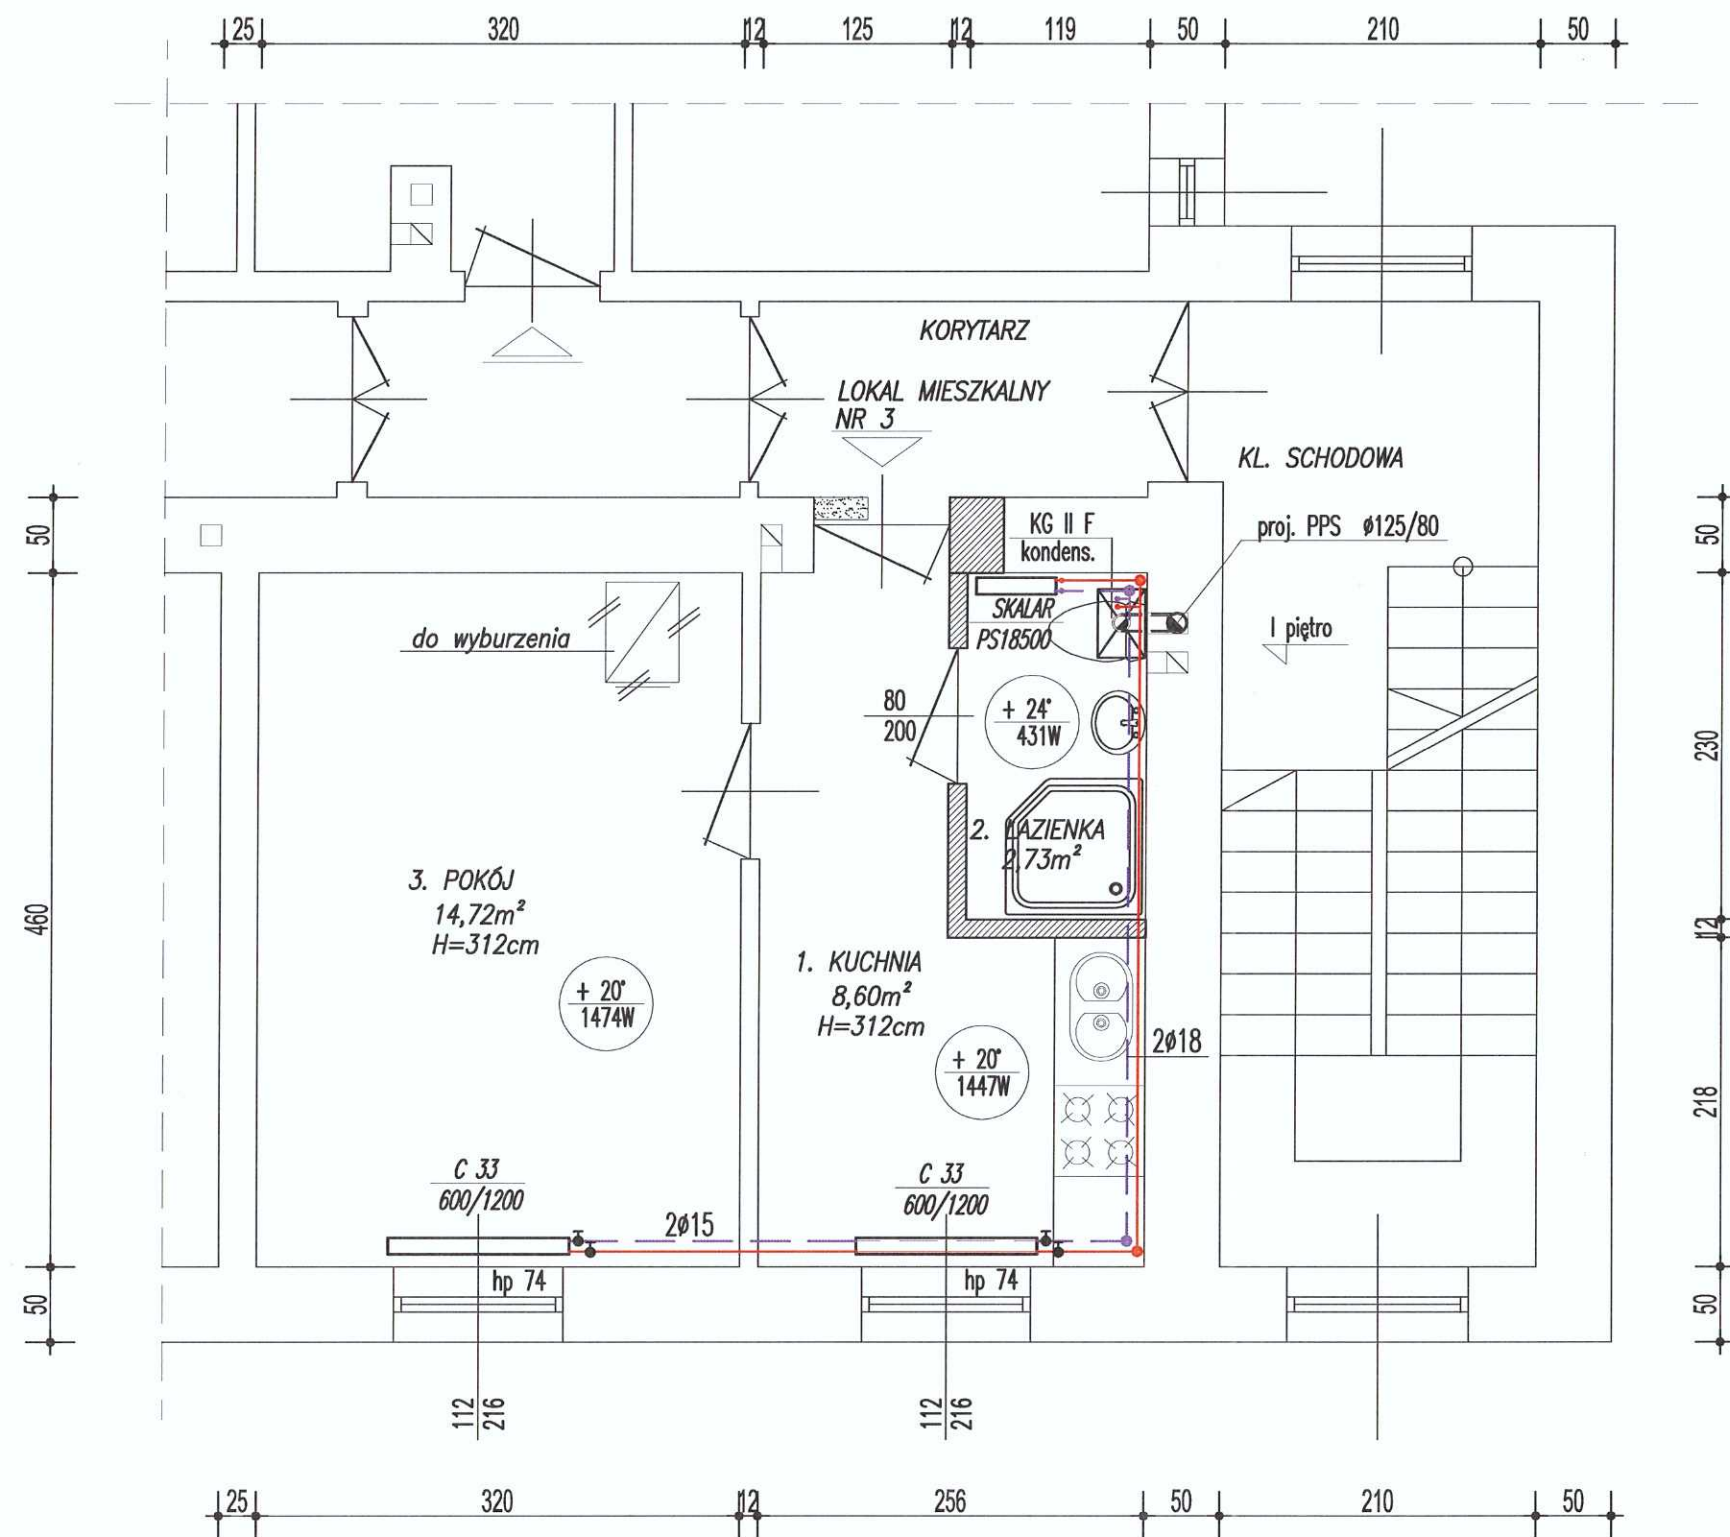 25 320 12 125 12 119 50 210 50
KORYTARZ
LOKAL MIESZKALNY
NR 3
KL. SCHODOWA
50
KG II F
kondens.
proj. PPS ø125/80
50
do wyburzenia
SKALAR
PS18500
I piętro
80
200
+ 24°
431W
230
2. ŁAZIENKA
2,73m²
3. POKÓJ
14,72m²
H=312cm
460
12
1. KUCHNIA
8,60m²
H=312cm
+ 20°
1474W
+ 20°
1447W
2ø18
218
C 33
600/1200
C 33
600/1200
2ø15
hp 74
hp 74
50
50
112
216
112
216
25 320 12 256 50 210 50